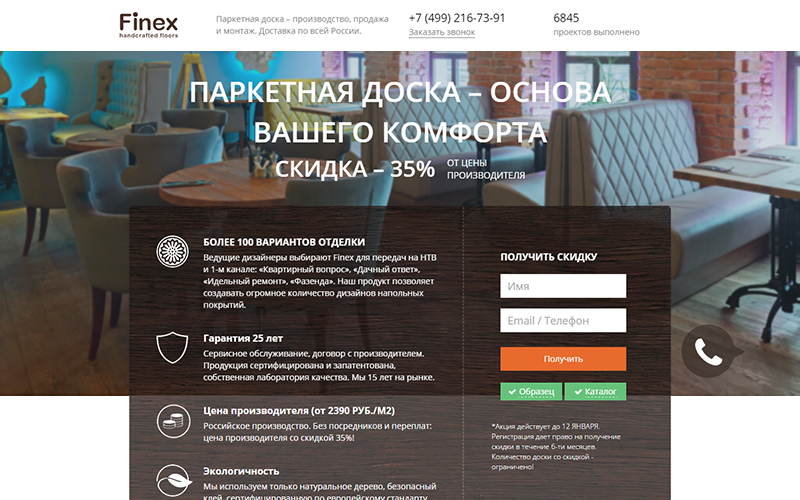 Finex
handcrafted floors
Паркетная доска – производство, продажа
и монтаж. Доставка по всей России.
+7 (499) 216-73-91
Заказать звонок
6845
проектов выполнено
ПАРКЕТНАЯ ДОСКА – ОСНОВА
ВАШЕГО КОМФОРТА
СКИДКА – 35%
ОТ ЦЕНЫ
ПРОИЗВОДИТЕЛЯ
БОЛЕЕ 100 ВАРИАНТОВ ОТДЕЛКИ
Ведущие дизайнеры выбирают Finex для передач на НТВ
и 1-м канале: «Квартирный вопрос», «Дачный ответ»,
«Идельный ремонт», «Фазенда». Наш продукт позволяет
создавать огромное количество дизайнов напольных
покрытий.
Гарантия 25 лет
Сервисное обслуживание, договор с производителем.
Продукция сертифицирована и запатентована,
собственная лаборатория качества. Мы 15 лет на рынке.
Цена производителя (от 2390 РУБ./М2)
Российское производство. Без посредников и переплат:
цена производителя со скидкой 35%!
Экологичность
Мы используем только натуральное дерево, безопасный
клей, сертифицированную по европейскому стандарту
ПОЛУЧИТЬ СКИДКУ
Имя
Email / Телефон
Получить
Образец
Каталог
*Акция действует до 12 ЯНВАРЯ.
Регистрация дает право на получение
скидки в течение 6-ти месяцев.
Количество доски со скидкой -
ограничено!